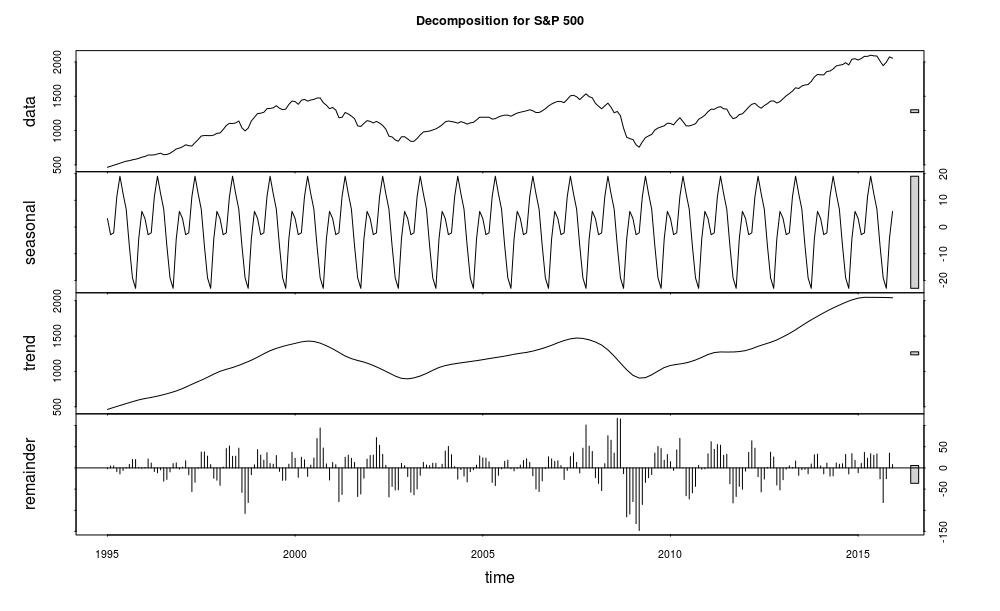 Decomposition for S&P 500
data
500 1000 1500 2000
seasonal
-20 -10 0 10 20
trend
500 1000 1500 2000
remainder
-150 -50 0 50
1995 2000 2005 2010 2015
time